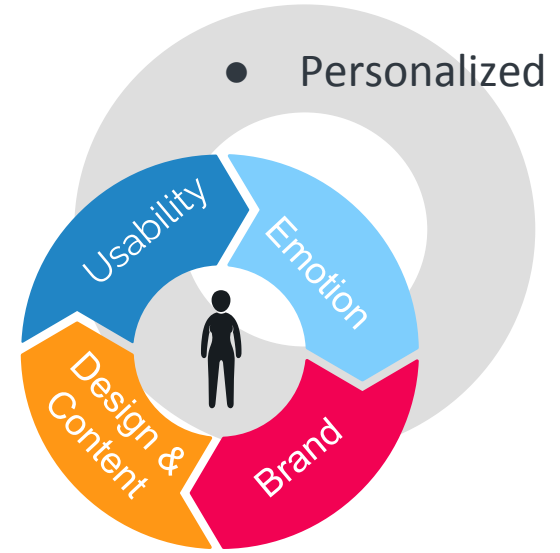 ● Personalized
Usability
Emotion
Design &
Content
Brand